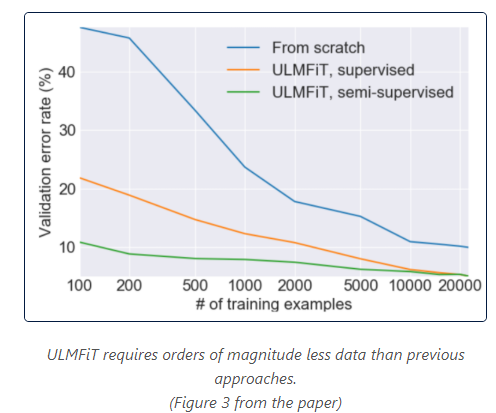 From scratch
ULMFiT, supervised
ULMFiT, semi-supervised
Validation error rate (%)
40
30
20
10
100 200 500 1000 2000 5000 10000 20000
# of training examples
ULMFiT requires orders of magnitude less data than previous
approaches.
(Figure 3 from the paper)